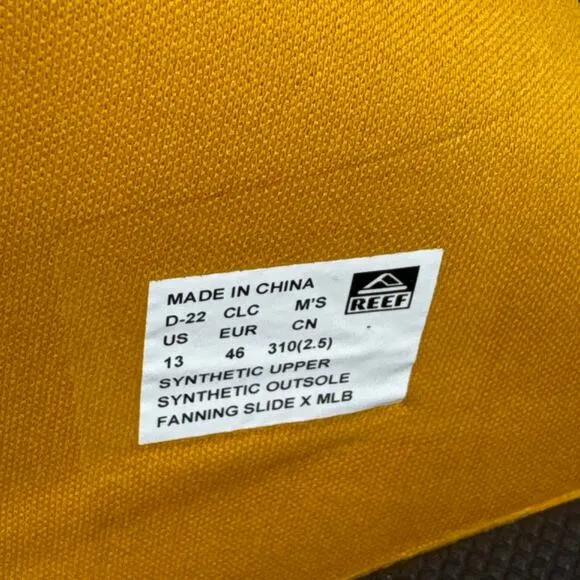 MADE IN CHINA
D-22 CLC M'S
REEF
US EUR CN
13 46 310(2.5)
SYNTHETIC UPPER
SYNTHETIC OUTSOLE
FANNING SLIDE X MLB